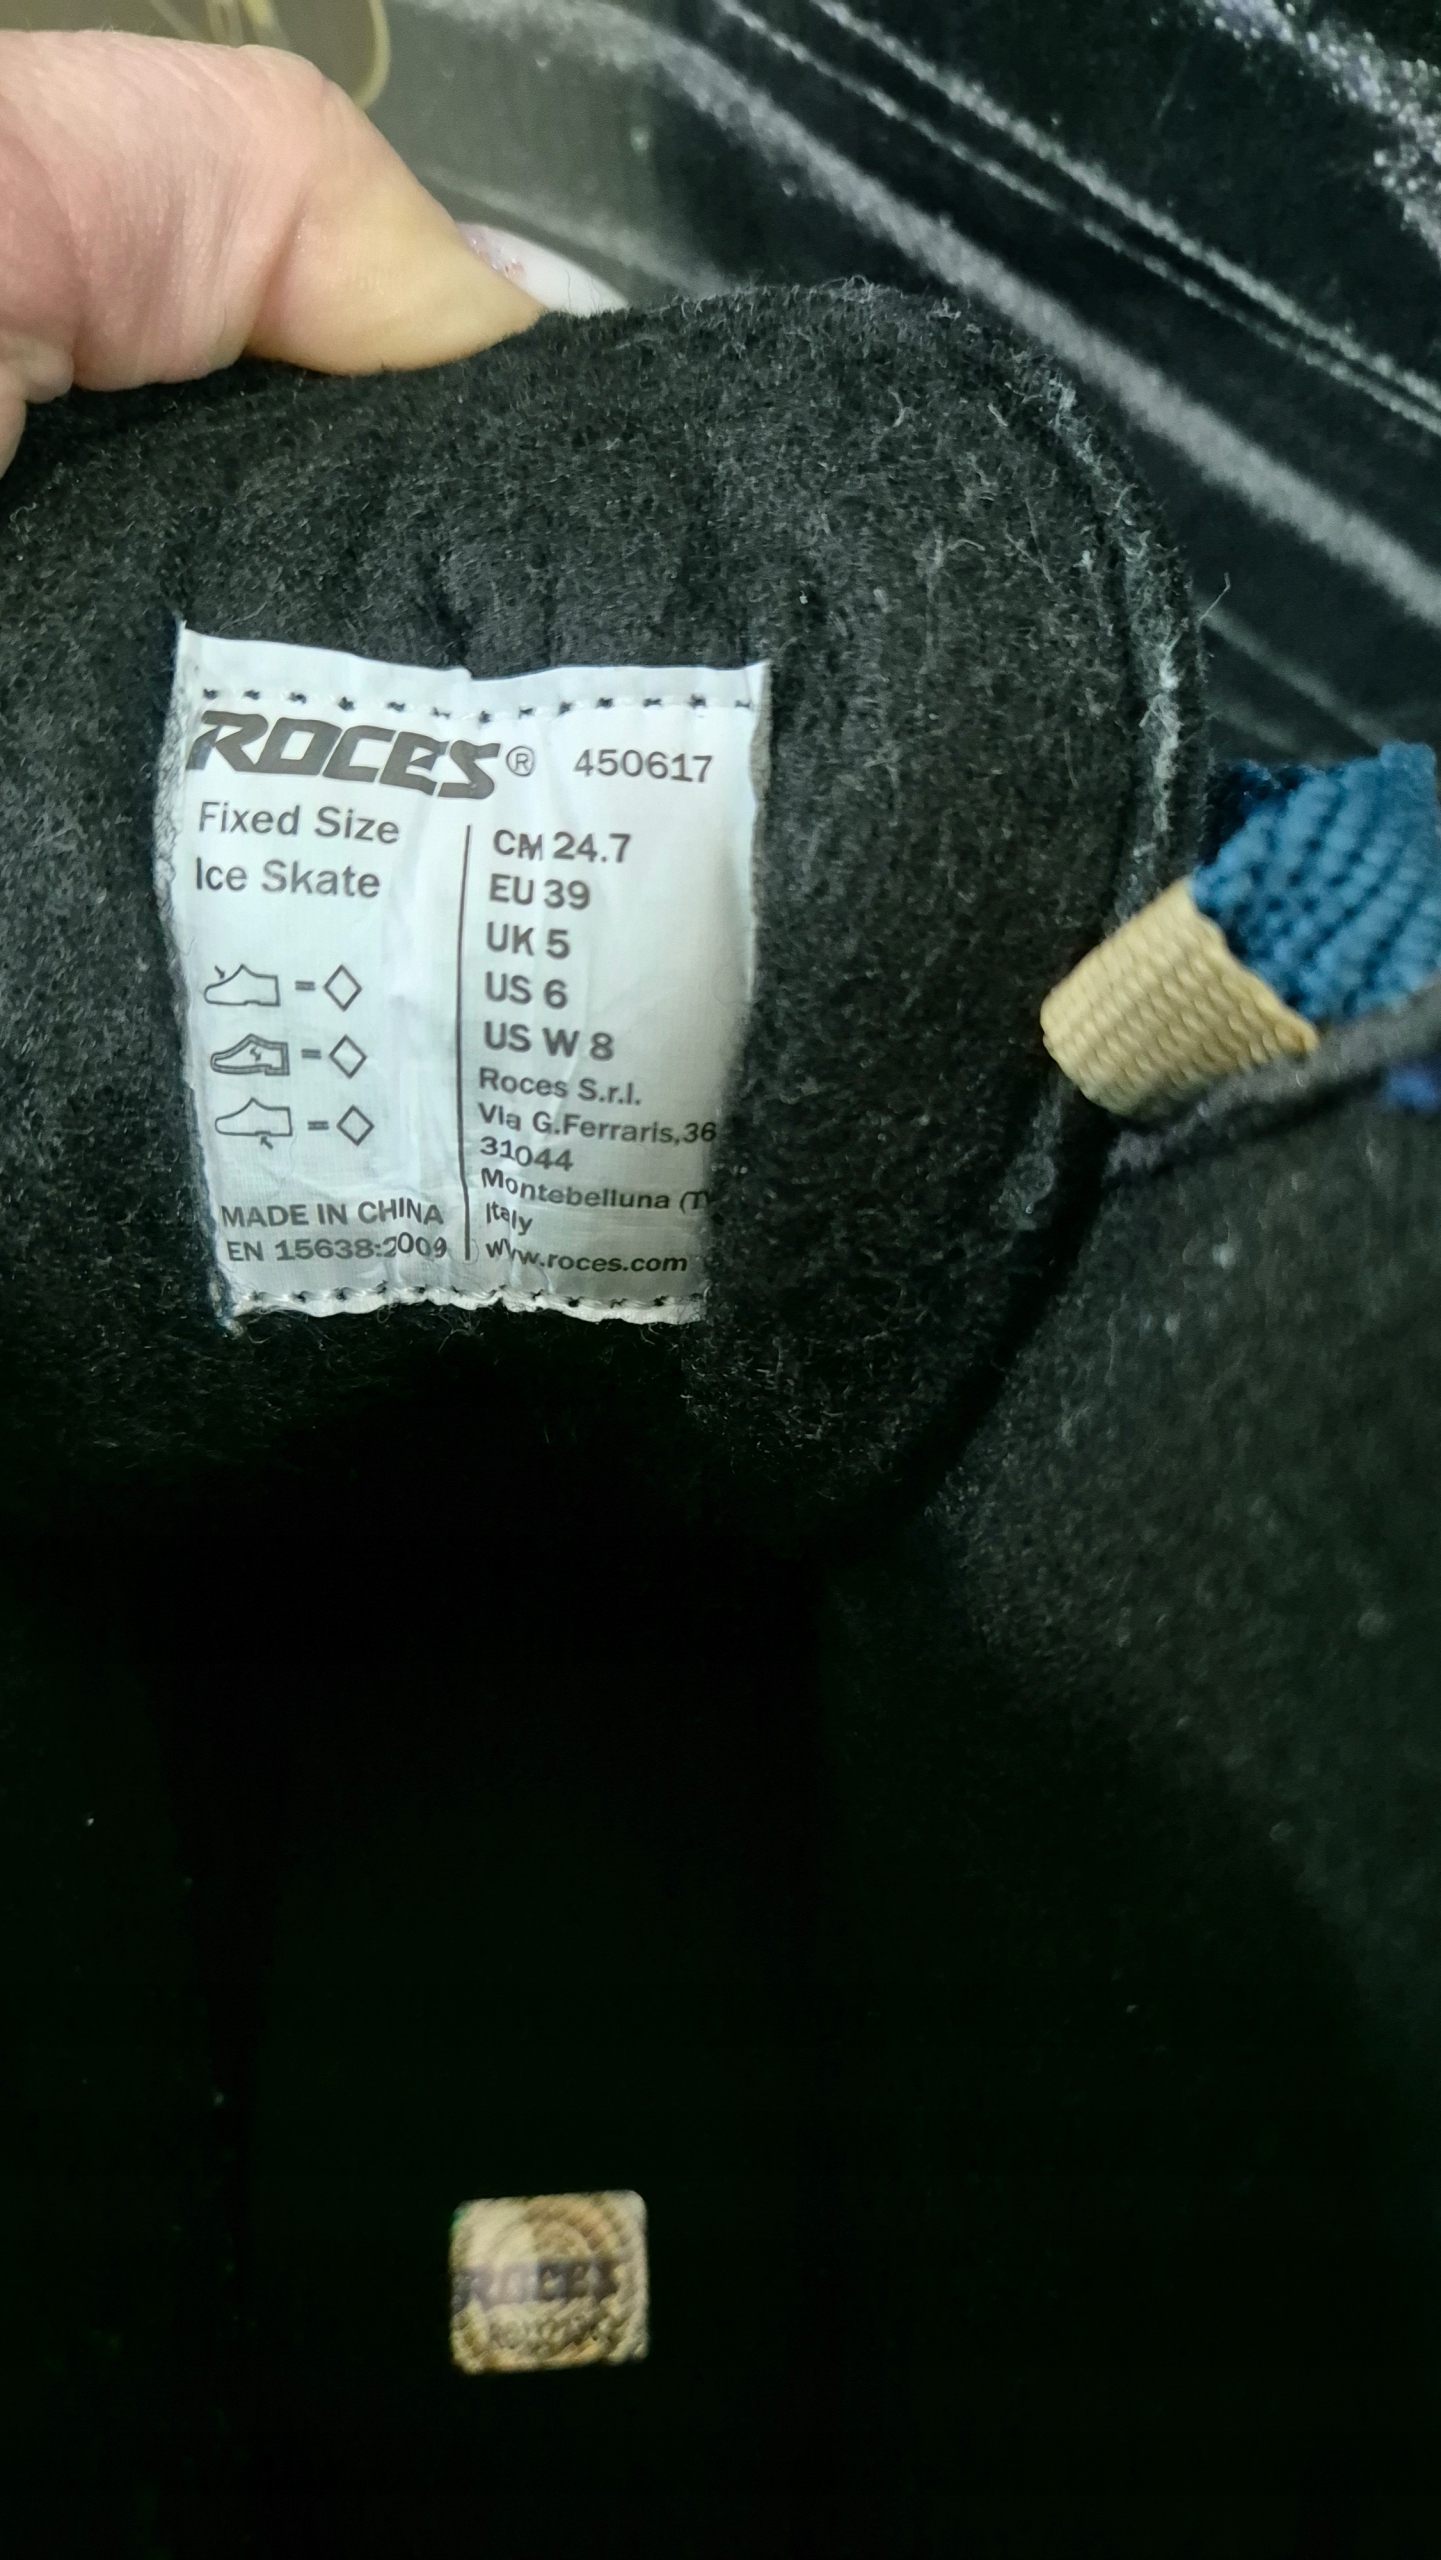 ROCES® 450617
Fixed Size
Ice Skate
CM 24.7
EU 39
UK 5
US 6
US W 8
= ◇
= ◇
= ◇
Roces S.r.l.
Via G.Ferraris,36
31044
Montebelluna (T
Italy
www.roces.com
MADE IN CHINA
EN 15638:2009
ROCES